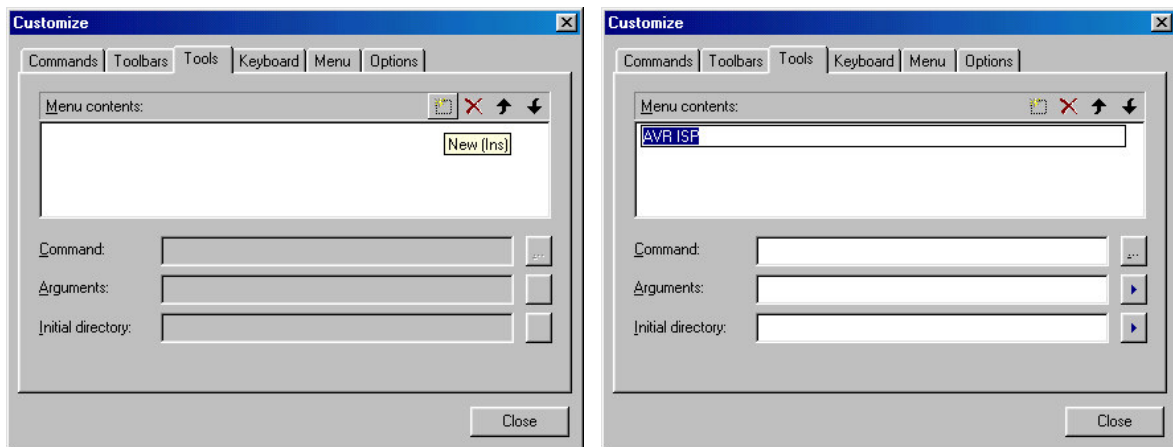 Customize
Commands Toolbars Tools Keyboard Menu Options
Menu contents:
New (Ins)
Command:
...
Arguments:
Initial directory:
Close
Customize
Commands Toolbars Tools Keyboard Menu Options
Menu contents:
AVR ISP
Command:
...
Arguments:
Initial directory:
Close